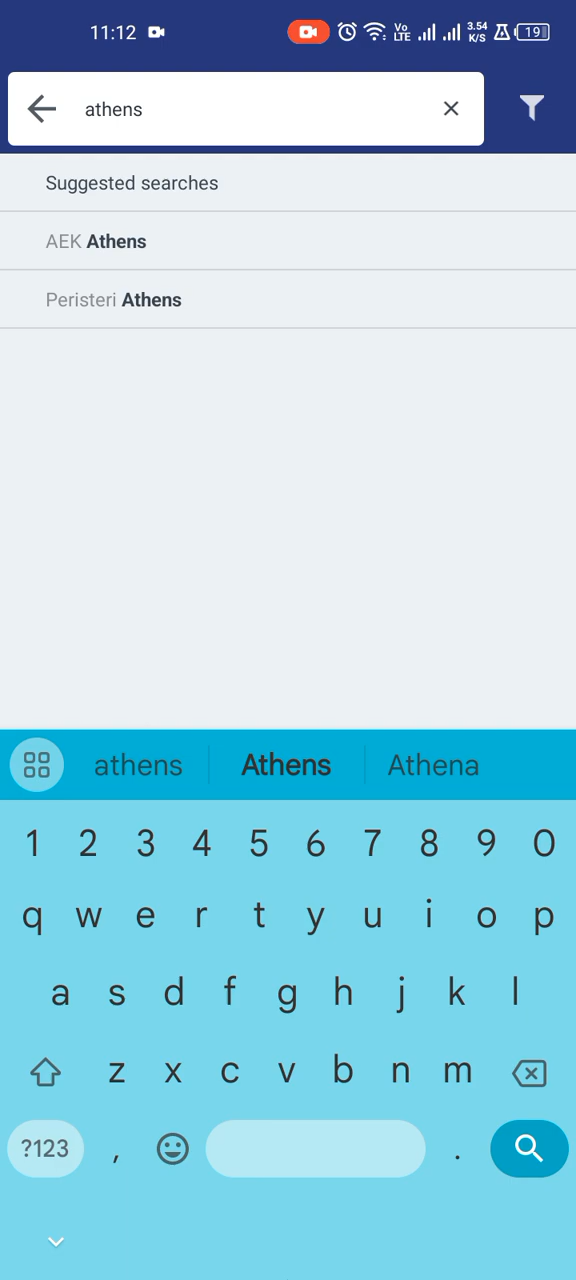 11:12
Vo LTE 3.54 K/S 19
athens
Suggested searches
AEK Athens
Peristeri Athens
athens Athens Athena
1 2 3 4 5 6 7 8 9 0
q w e r t y u i o p
a s d f g h j k l
z x c v b n m
?123 , .